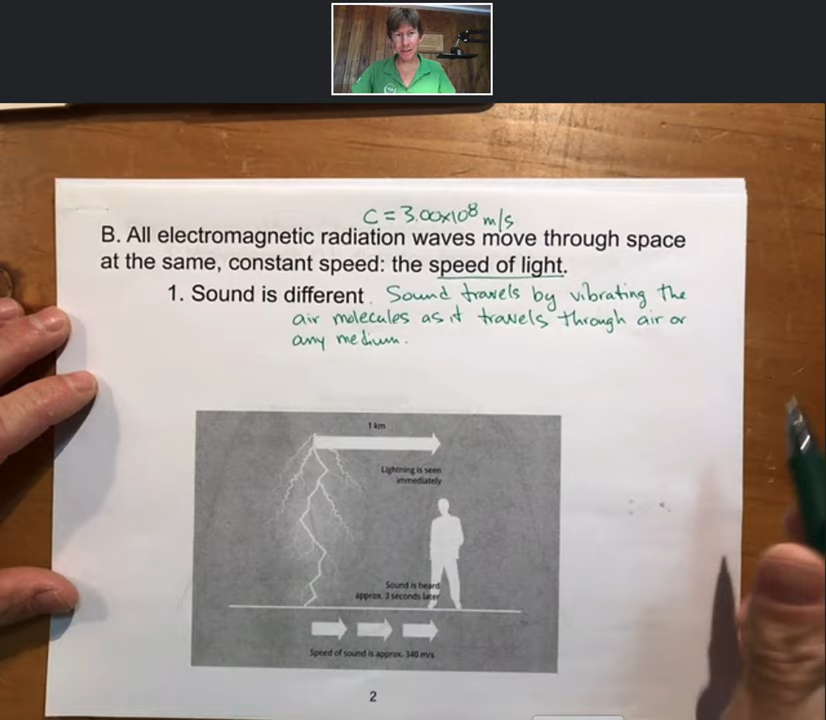 C = 3.00x10⁸ m/s
B. All electromagnetic radiation waves move through space
at the same, constant speed: the speed of light.
1. Sound is different. Sound travels by vibrating the
air molecules as it travels through air or
any medium.
1 km
Lightning is seen
immediately
Sound is heard
approx. 3 seconds later
Speed of sound is approx. 340 m/s
2